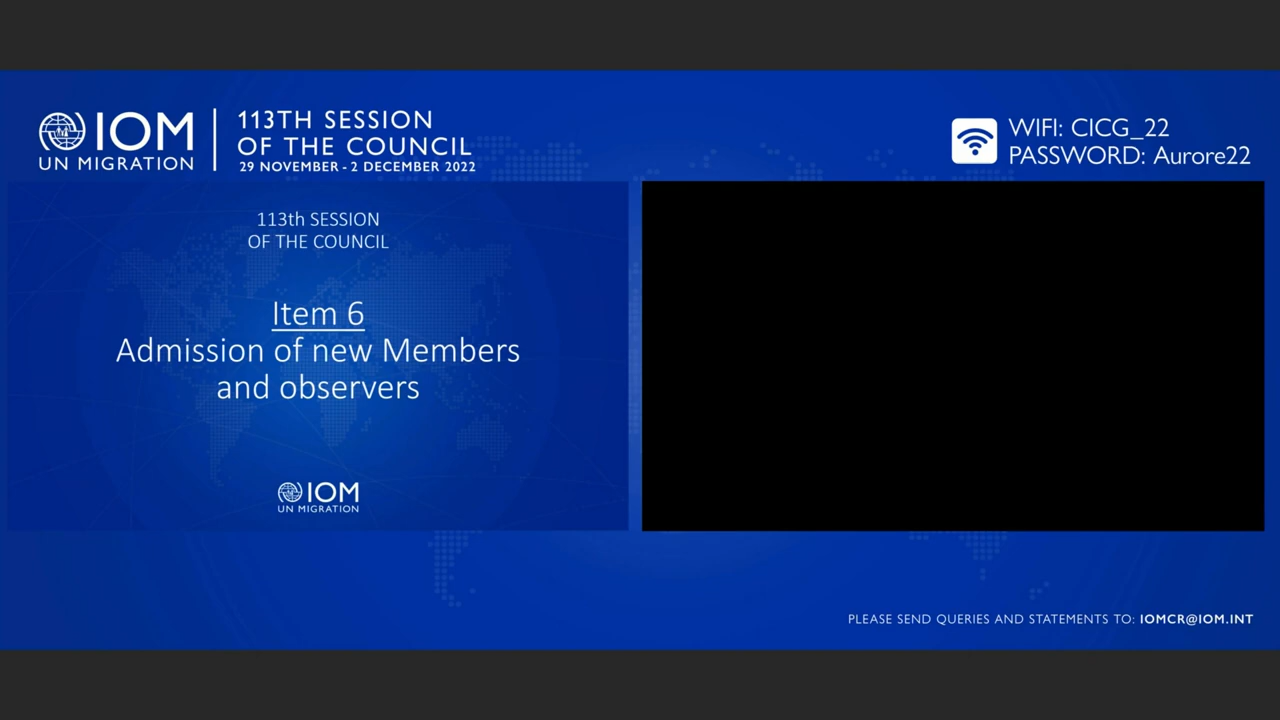 IOM
UN MIGRATION
113TH SESSION
OF THE COUNCIL
29 NOVEMBER - 2 DECEMBER 2022
WIFI: CICG_22
PASSWORD: Aurore22
113th SESSION
OF THE COUNCIL
Item 6
Admission of new Members
and observers
IOM
UN MIGRATION
PLEASE SEND QUERIES AND STATEMENTS TO: IOMCR@IOM.INT